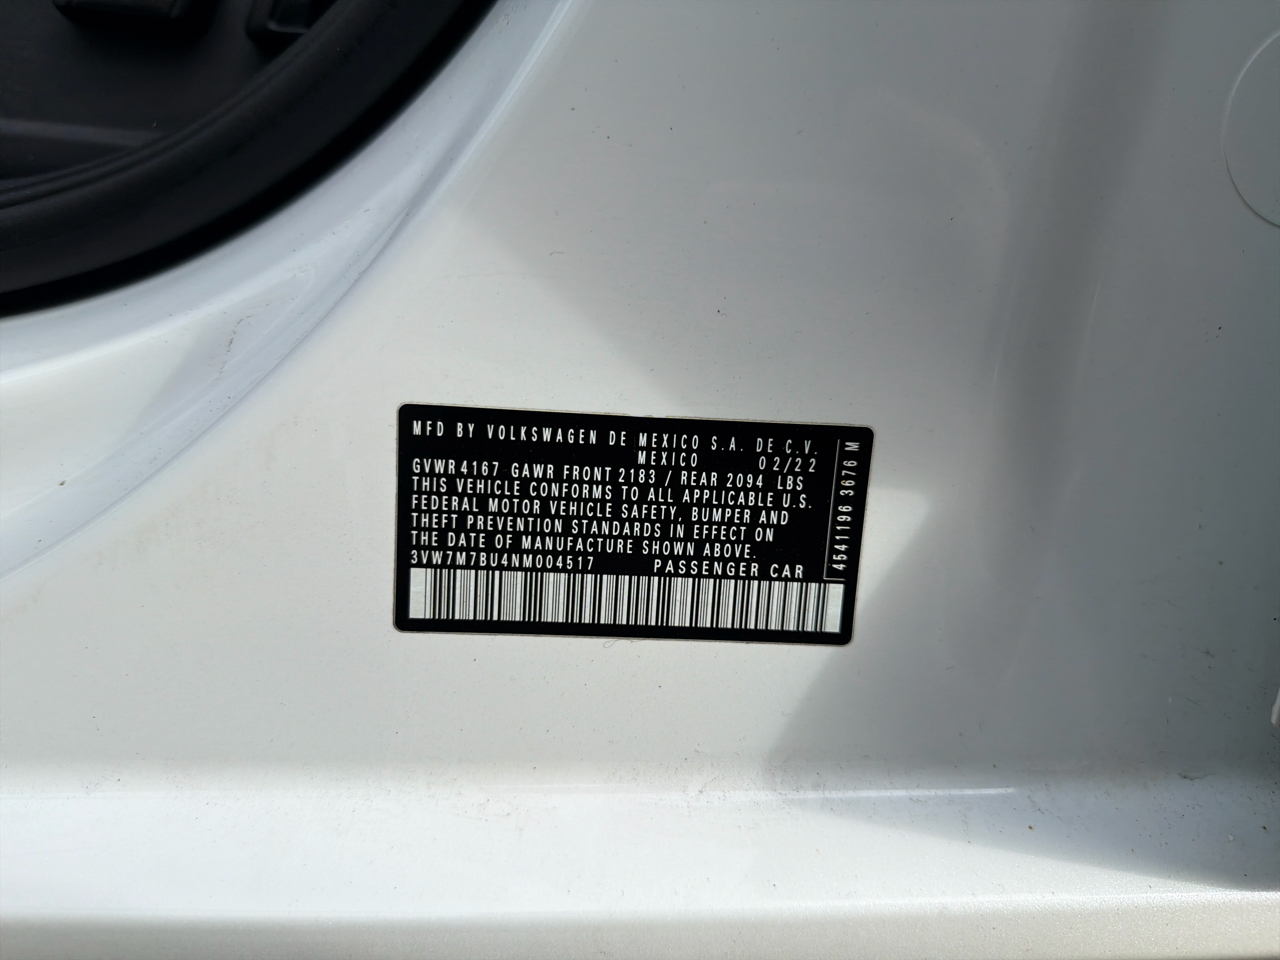 MFD BY VOLKSWAGEN DE MEXICO S.A. DE C.V.
MEXICO 02/22
GVWR 4167 GAWR FRONT 2183 / REAR 2094 LBS
THIS VEHICLE CONFORMS TO ALL APPLICABLE U.S.
FEDERAL MOTOR VEHICLE SAFETY, BUMPER AND
THEFT PREVENTION STANDARDS IN EFFECT ON
THE DATE OF MANUFACTURE SHOWN ABOVE.
3VW7M7BU4NM004517 PASSENGER CAR
4541196 3676 M